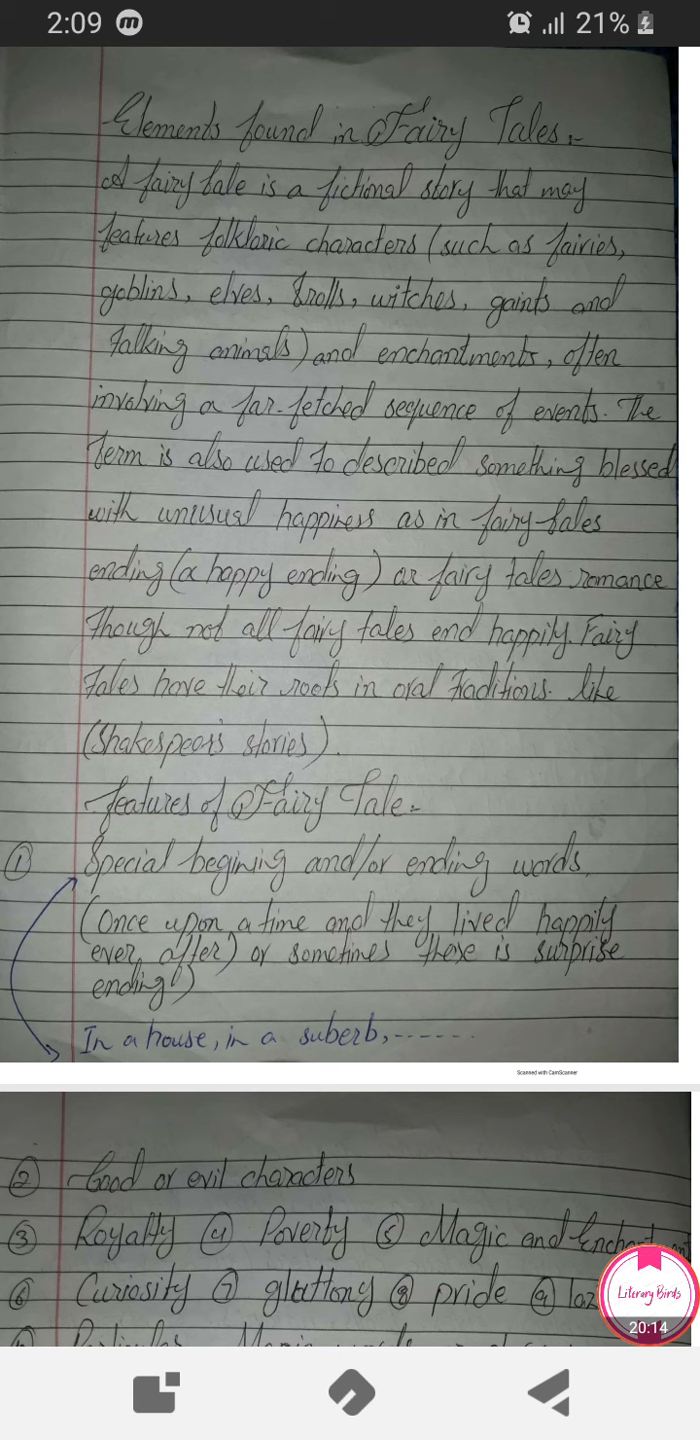 2:09 m 21%
Elements found in a Fairy Tales:-
A fairy tale is a fictional story that may
features folkloric characters (such as fairies,
goblins, elves, trolls, witches, gaints and
talking animals) and enchantments, often
involving a far-fetched sequence of events. The
term is also used to described something blessed
with unusual happiness as in fairy tales
ending (a happy ending) or fairy tales romance
Though not all fairy tales end happily. Fairy
tales have their roots in oral traditions. like
(Shakespear's stories).
features of a Fairy Tale:-
① Special begining and/or ending words.
(Once upon a time and they lived happily
ever after) or sometimes there is surprise
ending!)
In a house, in a suberb, ------
Scanned with CamScanner
② Good or evil characters
③ Royalty ④ Poverty ⑤ Magic and Enchant
⑥ Curiosity ⑦ gluttony ⑧ pride ⑨ laz
Literary Birds
20:14